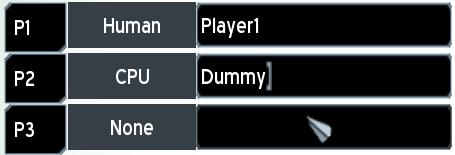 P1 Human Player1
P2 CPU Dummy
P3 None